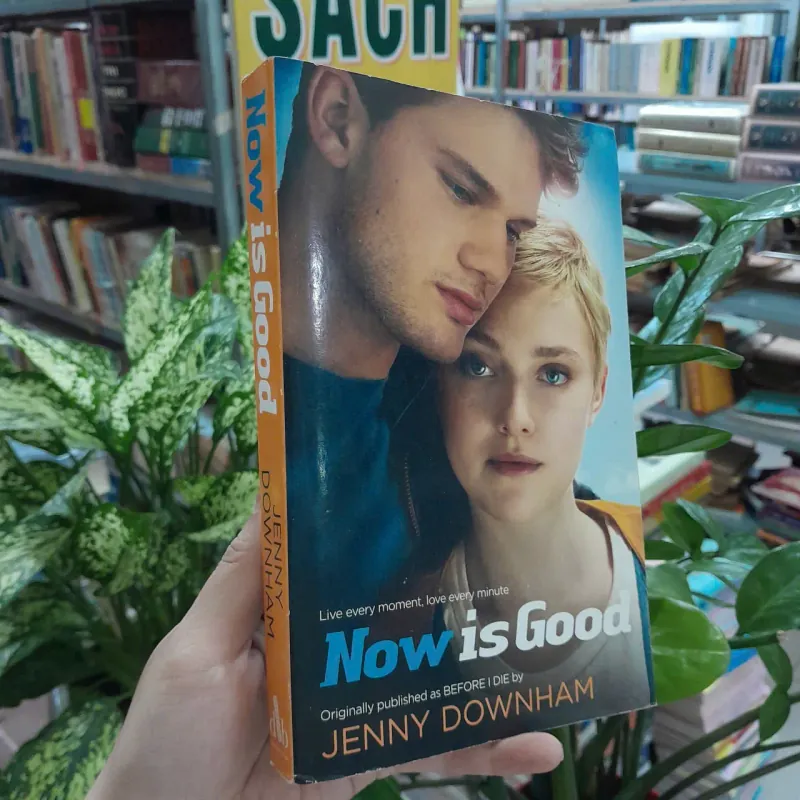 SÁCH
Now is Good
JENNY
DOWNHAM
Live every moment, love every minute
Now is Good
Originally published as BEFORE I DIE by
JENNY DOWNHAM